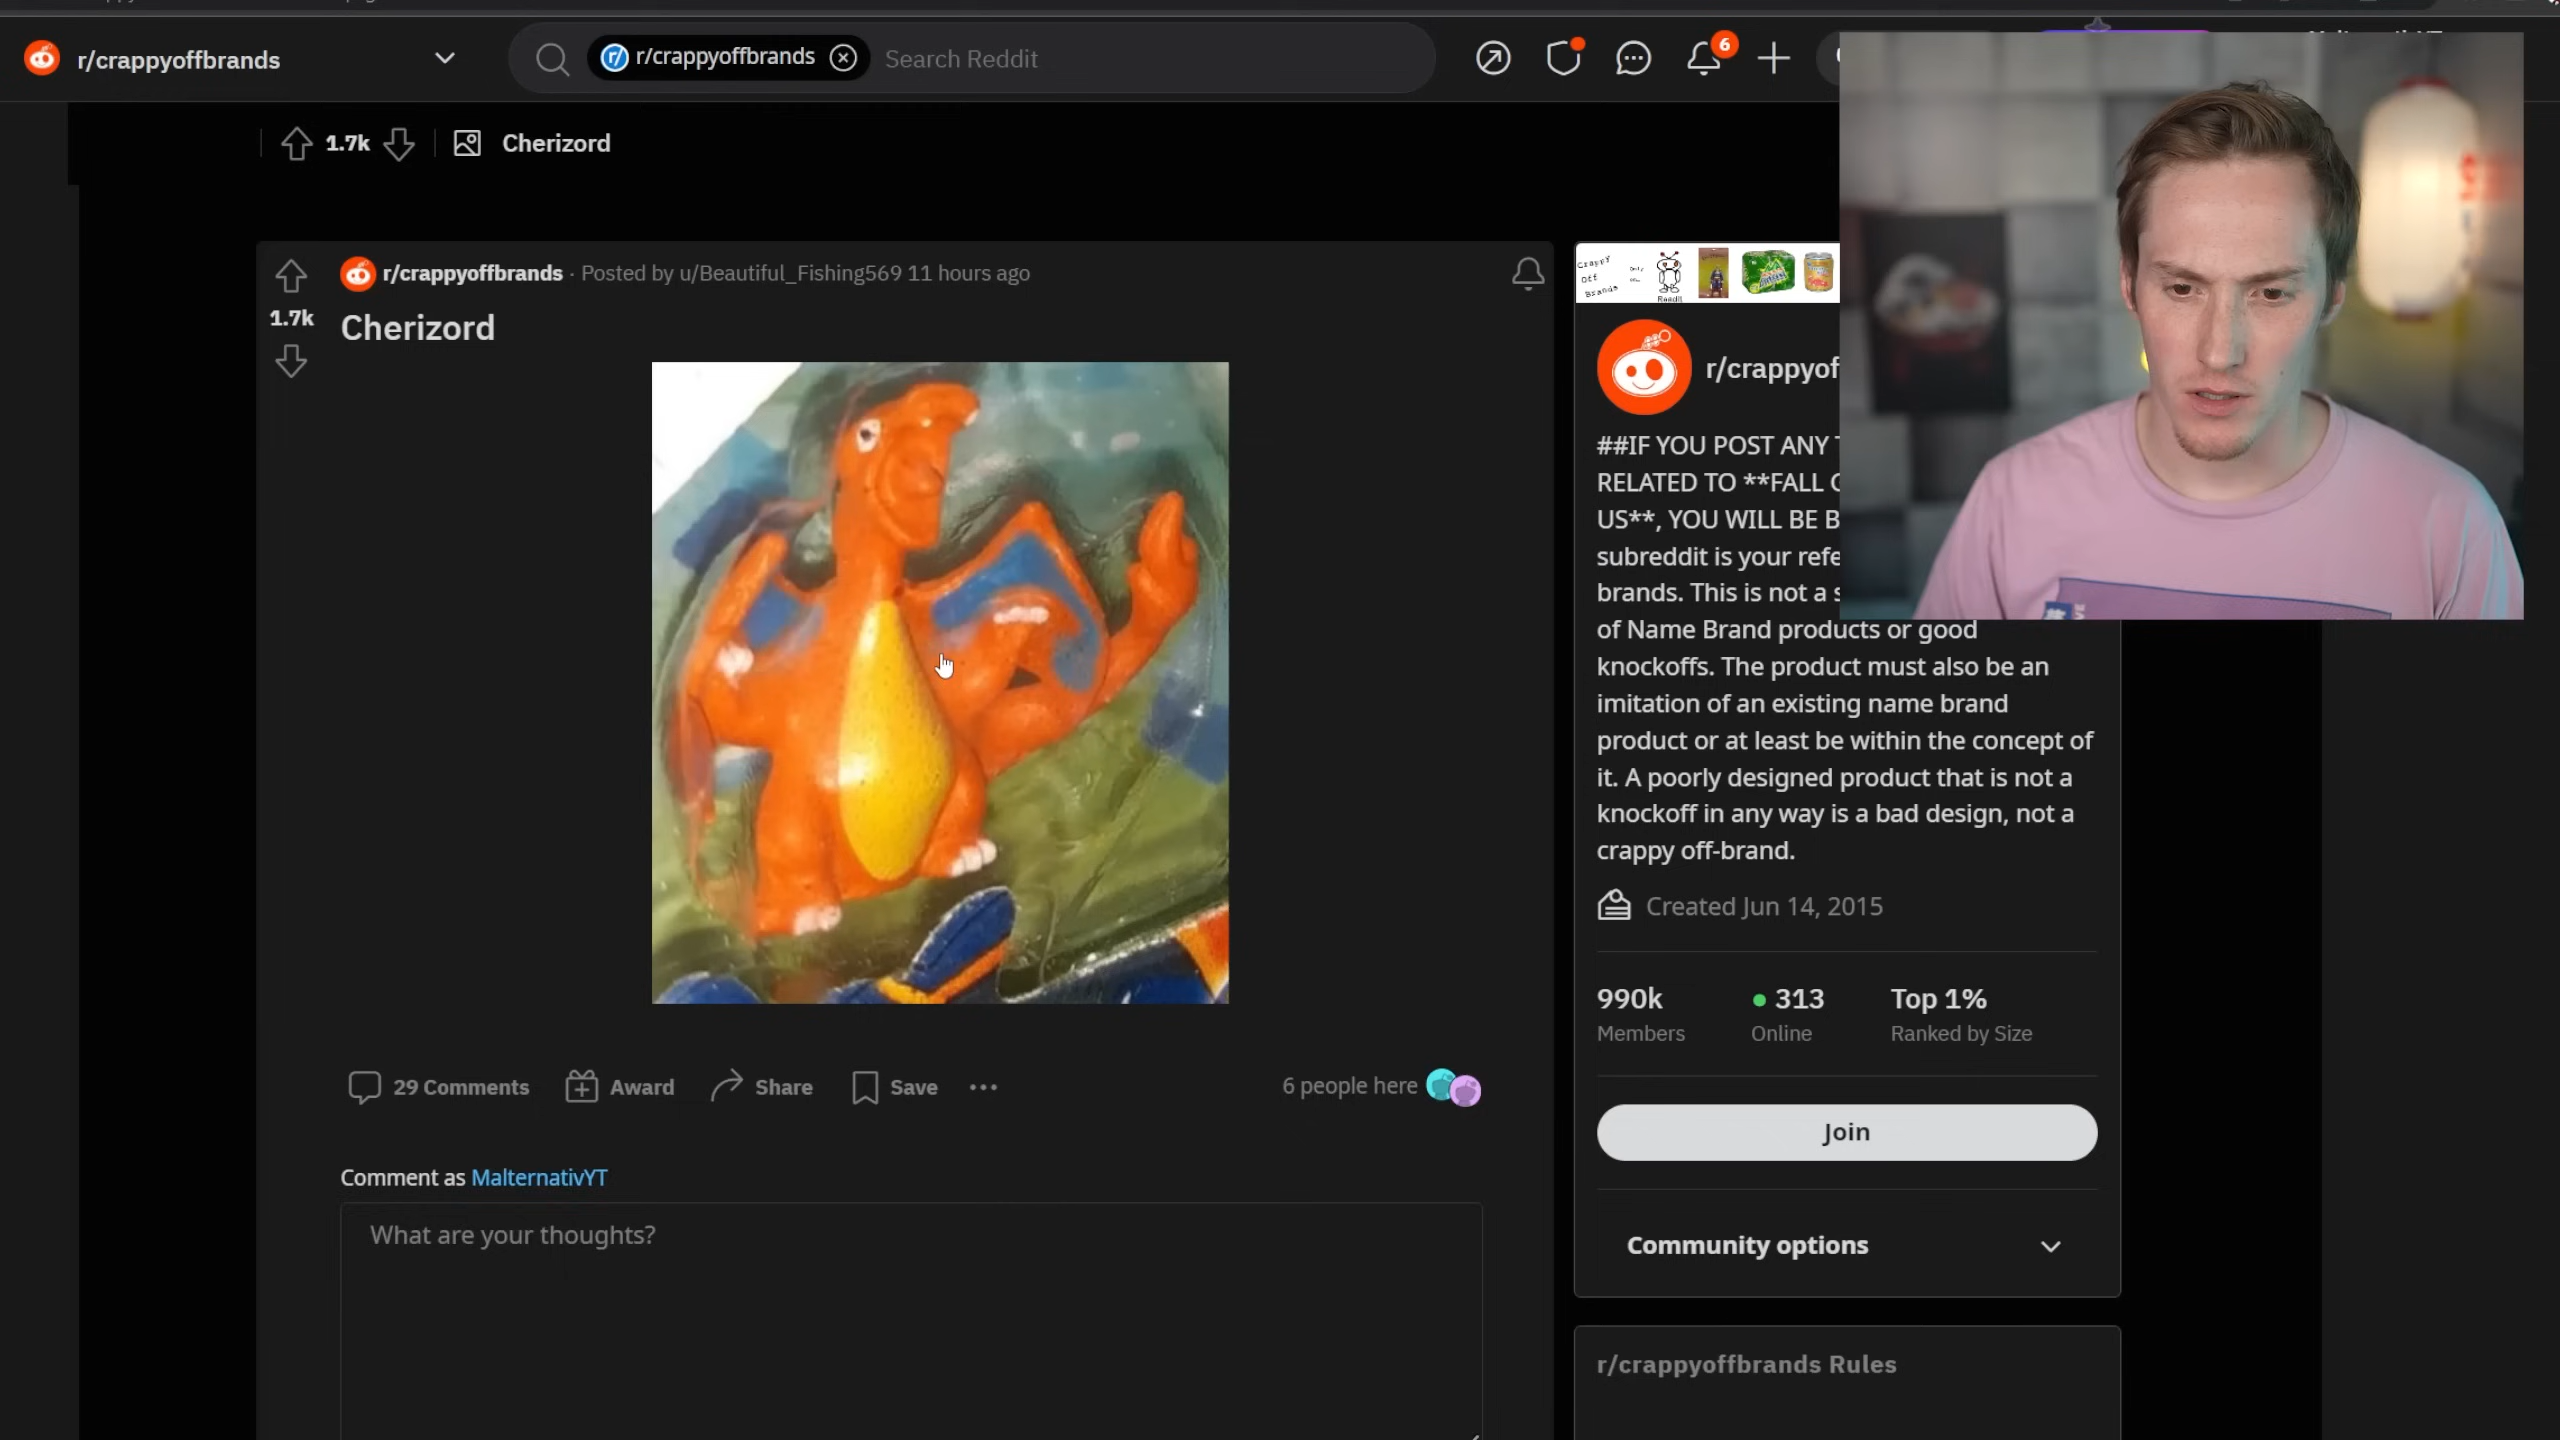 r/crappyoffbrands
r/crappyoffbrands
Search Reddit
6
1.7k
Cherizord
r/crappyoffbrands · Posted by u/Beautiful_Fishing569 11 hours ago
1.7k
Cherizord
29 Comments
Award
Share
Save
6 people here
Comment as MalternativYT
What are your thoughts?
Crappy
Off
Brands
Reddit
r/crappyof
##IF YOU POST ANY
RELATED TO **FALL
US**, YOU WILL BE B
subreddit is your refe
brands. This is not a s
of Name Brand products or good
knockoffs. The product must also be an
imitation of an existing name brand
product or at least be within the concept of
it. A poorly designed product that is not a
knockoff in any way is a bad design, not a
crappy off-brand.
Created Jun 14, 2015
990k
Members
313
Online
Top 1%
Ranked by Size
Join
Community options
r/crappyoffbrands Rules